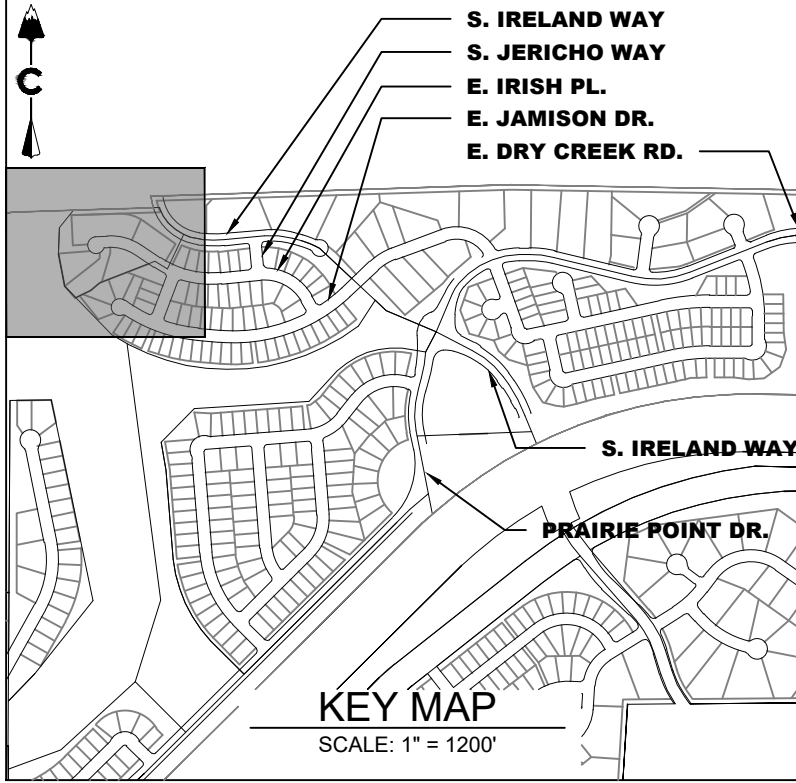 S. IRELAND WAY
S. JERICHO WAY
E. IRISH PL.
E. JAMISON DR.
E. DRY CREEK RD.
C
S. IRELAND WAY
PRAIRIE POINT DR.
KEY MAP
SCALE: 1" = 1200'